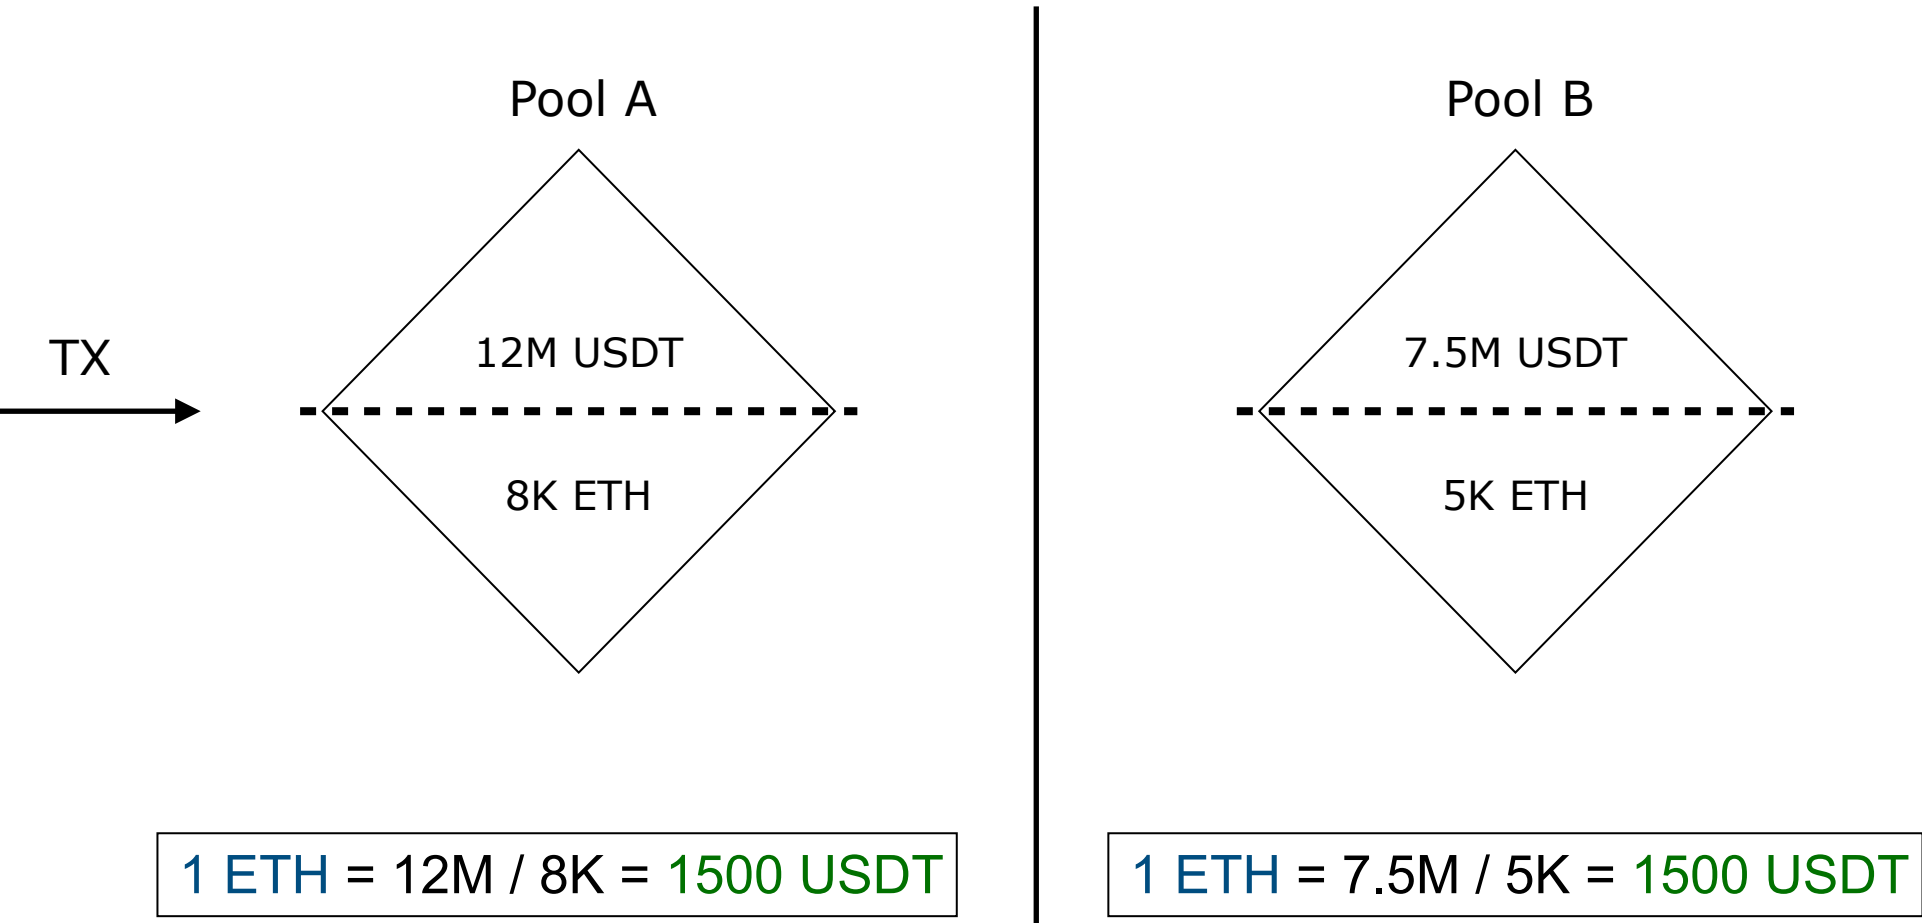 Pool A
12M USDT
TX
8K ETH
1 ETH = 12M / 8K = 1500 USDT
Pool B
7.5M USDT
5K ETH
1 ETH = 7.5M / 5K = 1500 USDT